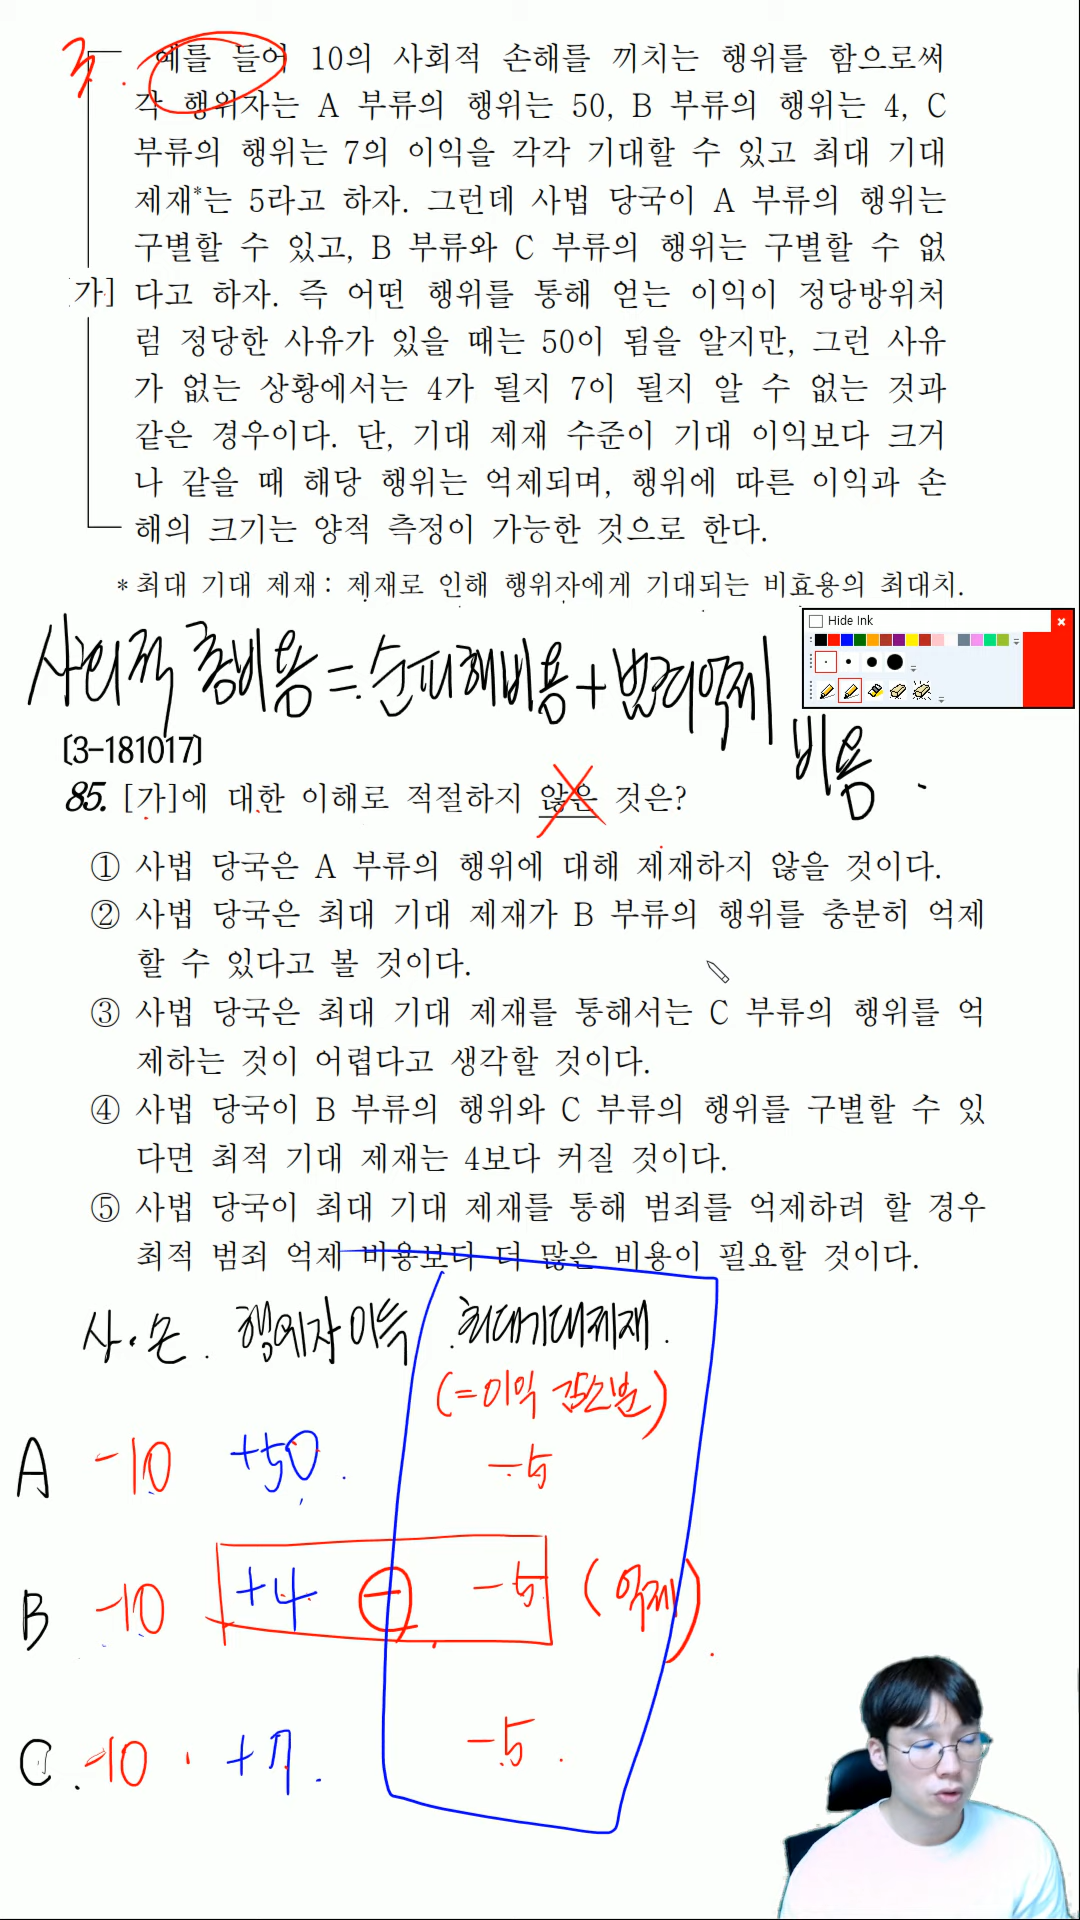 예를 들어 10의 사회적 손해를 끼치는 행위를 함으로써
각 행위자는 A 부류의 행위는 50, B 부류의 행위는 4, C
부류의 행위는 7의 이익을 각각 기대할 수 있고 최대 기대
제재*는 5라고 하자. 그런데 사법 당국이 A 부류의 행위는
구별할 수 있고, B 부류와 C 부류의 행위는 구별할 수 없
[가] 다고 하자. 즉 어떤 행위를 통해 얻는 이익이 정당방위처
럼 정당한 사유가 있을 때는 50이 됨을 알지만, 그런 사유
가 없는 상황에서는 4가 될지 7이 될지 알 수 없는 것과
같은 경우이다. 단, 기대 제재 수준이 기대 이익보다 크거
나 같을 때 해당 행위는 억제되며, 행위에 따른 이익과 손
해의 크기는 양적 측정이 가능한 것으로 한다.
* 최대 기대 제재 : 제재로 인해 행위자에게 기대되는 비효용의 최대치.
Hide Ink
사회적 총비용 = 순피해비용 + 범죄억제
비용
[3-181017]
85. [가]에 대한 이해로 적절하지 않은 것은?
① 사법 당국은 A 부류의 행위에 대해 제재하지 않을 것이다.
② 사법 당국은 최대 기대 제재가 B 부류의 행위를 충분히 억제
할 수 있다고 볼 것이다.
③ 사법 당국은 최대 기대 제재를 통해서는 C 부류의 행위를 억
제하는 것이 어렵다고 생각할 것이다.
④ 사법 당국이 B 부류의 행위와 C 부류의 행위를 구별할 수 있
다면 최적 기대 제재는 4보다 커질 것이다.
⑤ 사법 당국이 최대 기대 제재를 통해 범죄를 억제하려 할 경우
최적 범죄 억제 비용보다 더 많은 비용이 필요할 것이다.
사·손. 행위자 이득 최대기대제재.
(=이익 감소분)
A -10 +50 -5
B -10 +4 - -5 (억제)
C -10 +7 -5